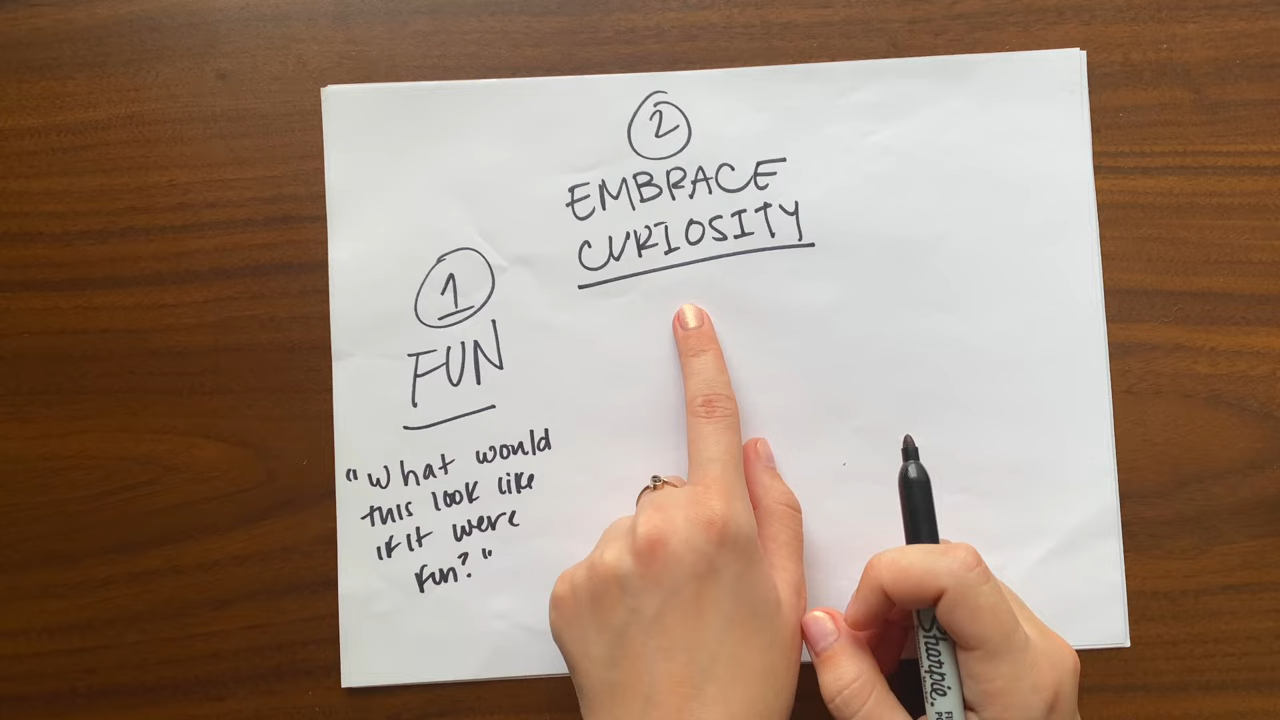 1
FUN
"What would
this look like
if it were
fun?"
2
EMBRACE
CURIOSITY
Sharpie.